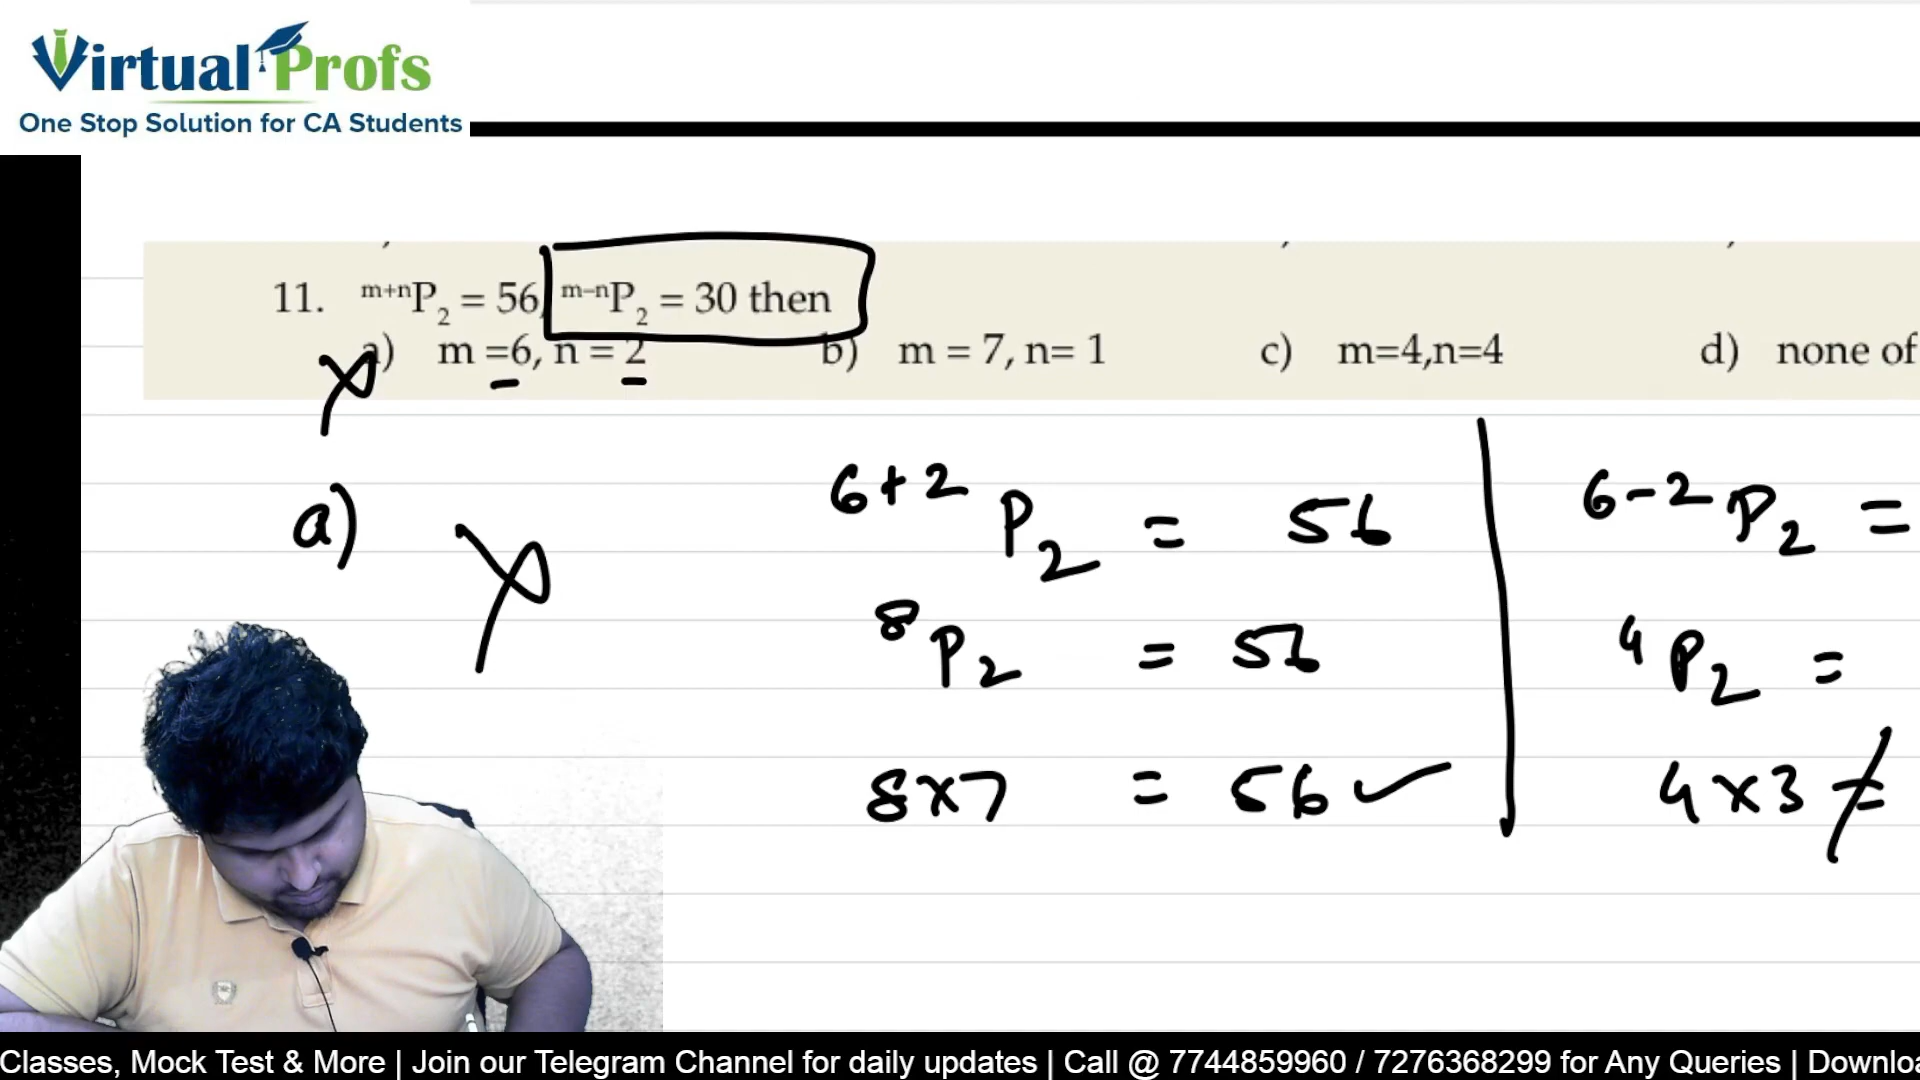 Virtual Profs
One Stop Solution for CA Students
11. m+nP2 = 56, m–nP2 = 30 then
a) m =6, n = 2 b) m = 7, n= 1 c) m=4,n=4 d) none of
a) 6+2P2 = 56 6-2P2 =
8P2 = 56 4P2 =
8x7 = 56 ✓ 4x3 ≠
Classes, Mock Test & More | Join our Telegram Channel for daily updates | Call @ 7744859960 / 7276368299 for Any Queries | Downloa